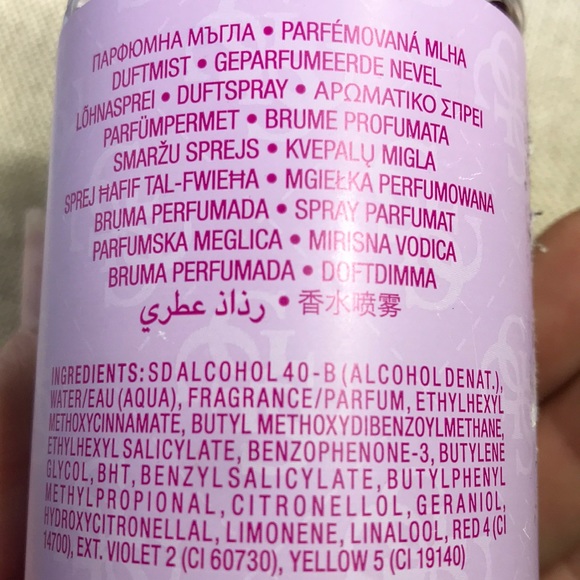 ПАРФЮМНА МЪГЛА • PARFÉMOVANÁ MLHA
DUFTMIST • GEPARFUMEERDE NEVEL
LÕHNASPREI • DUFTSPRAY • ΑΡΩΜΑΤΙΚΟ ΣΠΡΕΪ
PARFÜMPERMET • BRUME PROFUMATA
SMARŽU SPREJS • KVEPALŲ MIGLA
SPREJ ĦAFIF TAL-FWIEĦA • MGIEŁKA PERFUMOWANA
BRUMA PERFUMADA • SPRAY PARFUMAT
PARFUMSKA MEGLICA • MIRISNA VODICA
BRUMA PERFUMADA • DOFTDIMMA
رذاذ عطري • 香水喷雾
INGREDIENTS: SD ALCOHOL 40-B (ALCOHOL DENAT.),
WATER/EAU (AQUA), FRAGRANCE/PARFUM, ETHYLHEXYL
METHOXYCINNAMATE, BUTYL METHOXYDIBENZOYLMETHANE,
ETHYLHEXYL SALICYLATE, BENZOPHENONE-3, BUTYLENE
GLYCOL, BHT, BENZYL SALICYLATE, BUTYLPHENYL
METHYLPROPIONAL, CITRONELLOL, GERANIOL,
HYDROXYCITRONELLAL, LIMONENE, LINALOOL, RED 4 (CI
14700), EXT. VIOLET 2 (CI 60730), YELLOW 5 (CI 19140)